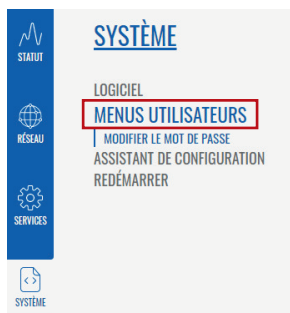 STATUT
RÉSEAU
SERVICES
SYSTÈME
SYSTÈME
LOGICIEL
MENUS UTILISATEURS
MODIFIER LE MOT DE PASSE
ASSISTANT DE CONFIGURATION
REDÉMARRER